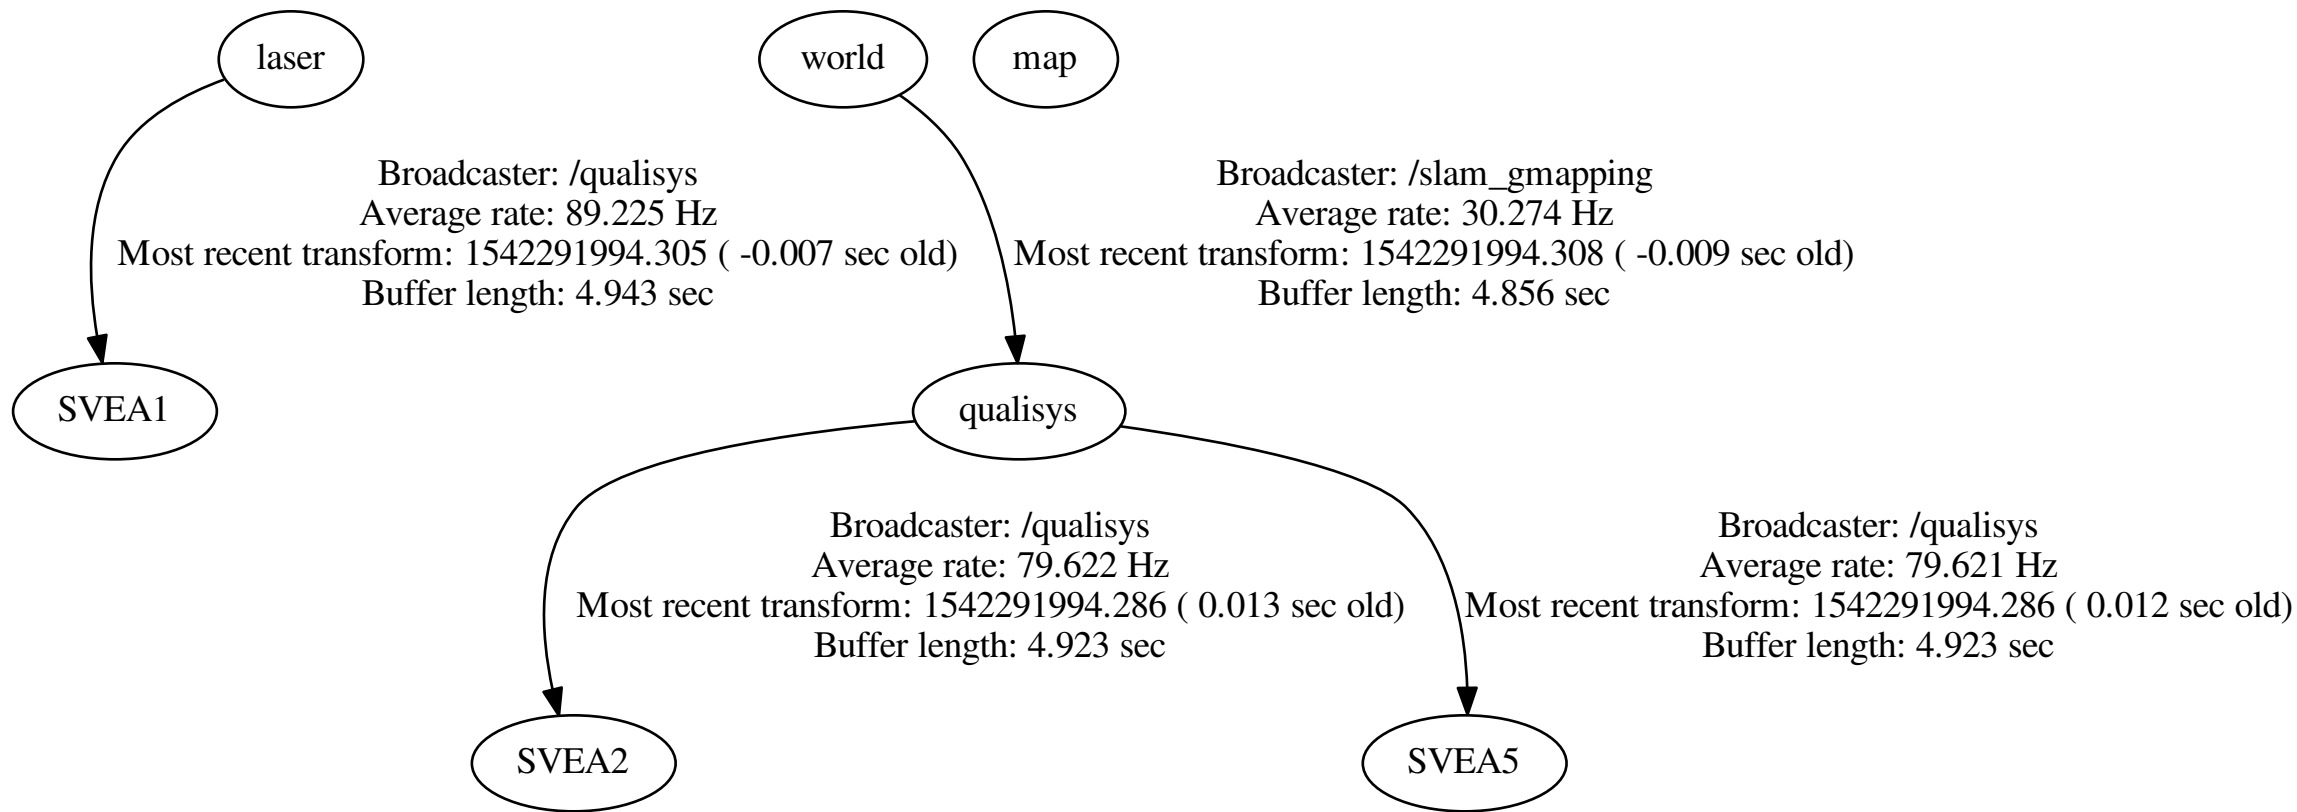 laser
world
map
Broadcaster: /qualisys
Average rate: 89.225 Hz
Most recent transform: 1542291994.305 ( -0.007 sec old)
Buffer length: 4.943 sec
Broadcaster: /slam_gmapping
Average rate: 30.274 Hz
Most recent transform: 1542291994.308 ( -0.009 sec old)
Buffer length: 4.856 sec
SVEA1
qualisys
Broadcaster: /qualisys
Average rate: 79.622 Hz
Most recent transform: 1542291994.286 ( 0.013 sec old)
Buffer length: 4.923 sec
Broadcaster: /qualisys
Average rate: 79.621 Hz
Most recent transform: 1542291994.286 ( 0.012 sec old)
Buffer length: 4.923 sec
SVEA2
SVEA5